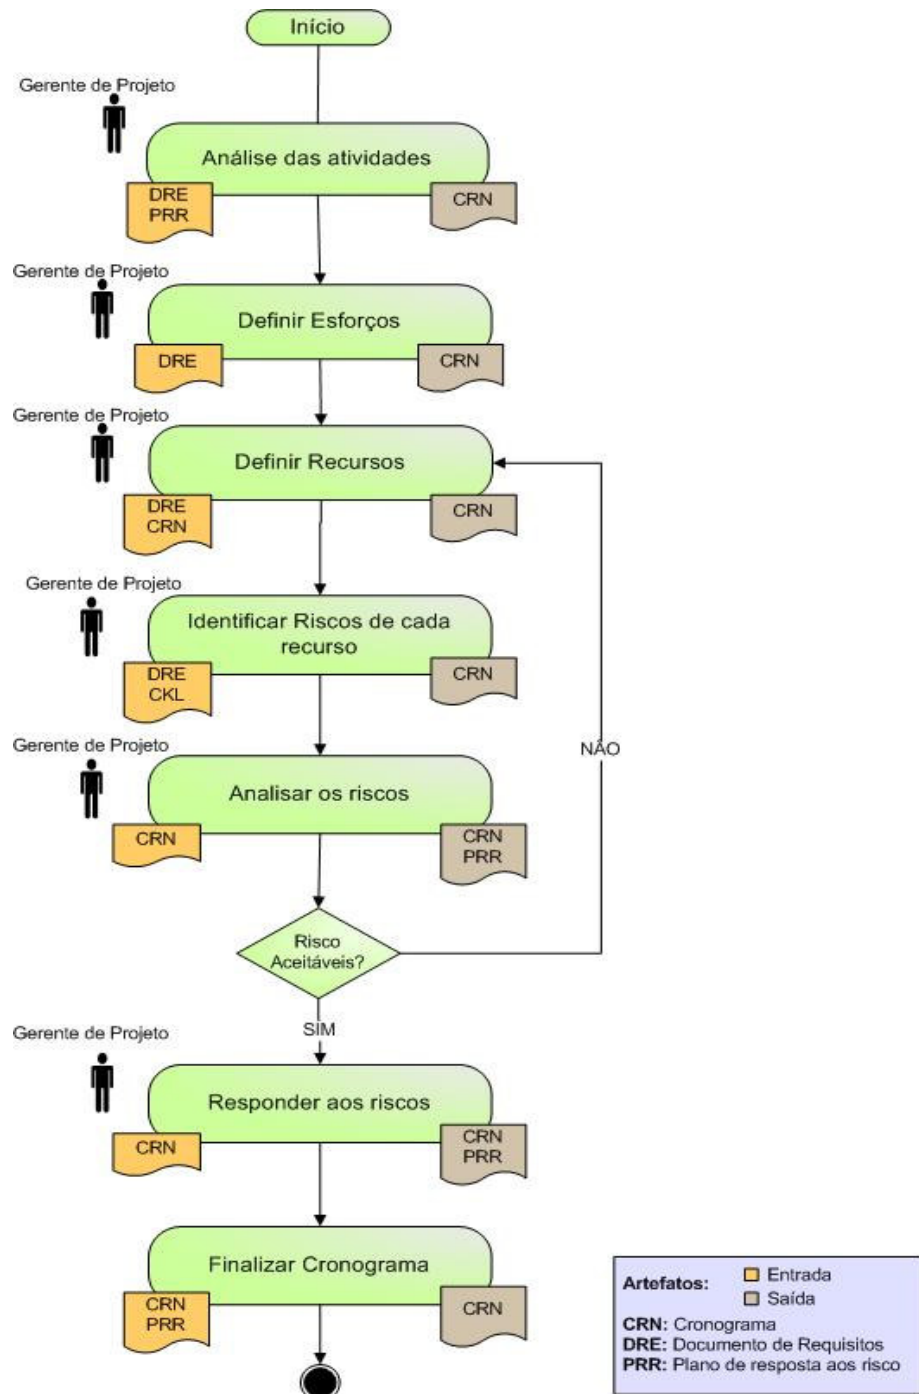 Início
Gerente de Projeto
Análise das atividades
DRE
PRR
CRN
Gerente de Projeto
Definir Esforços
DRE
CRN
Gerente de Projeto
Definir Recursos
DRE
CRN
CRN
Gerente de Projeto
Identificar Riscos de cada
recurso
DRE
CKL
CRN
NÃO
Gerente de Projeto
Analisar os riscos
CRN
CRN
PRR
Risco
Aceitáveis?
SIM
Gerente de Projeto
Responder aos riscos
CRN
CRN
PRR
Finalizar Cronograma
CRN
PRR
CRN
Artefatos:
Entrada
Saída
CRN: Cronograma
DRE: Documento de Requisitos
PRR: Plano de resposta aos risco